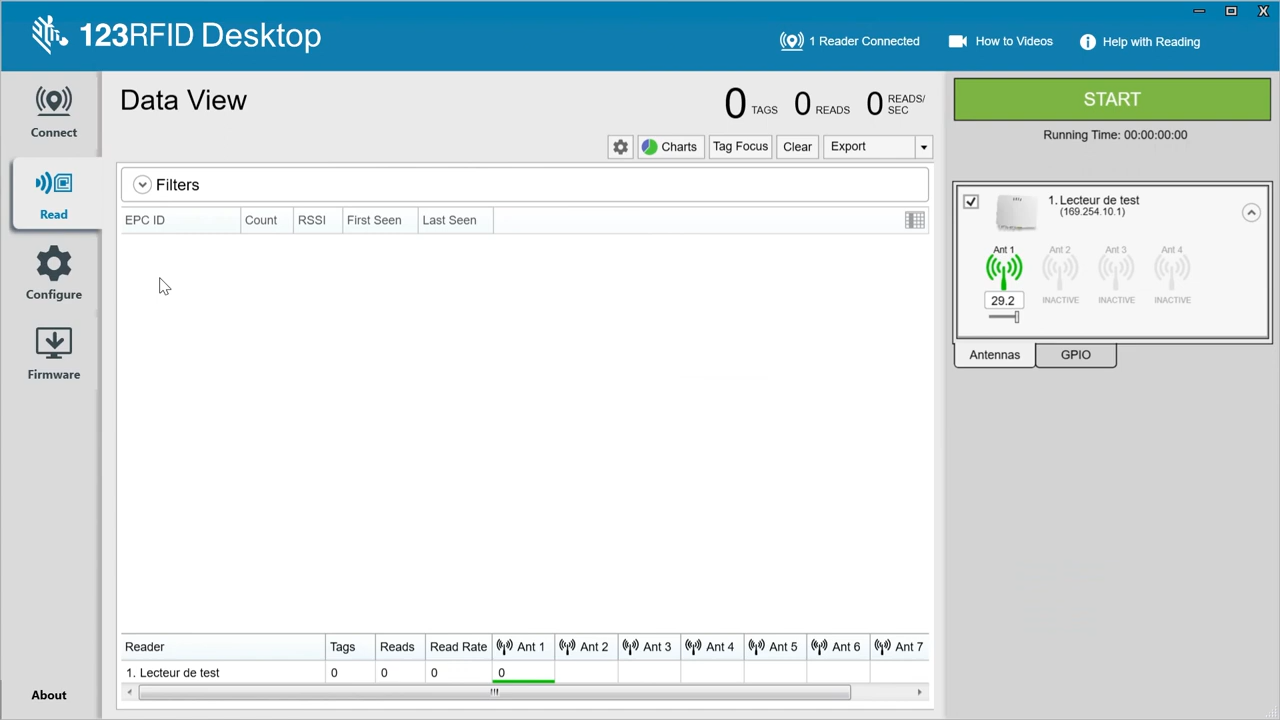 123RFID Desktop
1 Reader Connected
How to Videos
Help with Reading
Connect
Read
Configure
Firmware
About
Data View
0 TAGS 0 READS 0 READS/SEC
Charts
Tag Focus
Clear
Export
Filters
EPC ID Count RSSI First Seen Last Seen
Reader Tags Reads Read Rate Ant 1 Ant 2 Ant 3 Ant 4 Ant 5 Ant 6 Ant 7
1. Lecteur de test 0 0 0 0
START
Running Time: 00:00:00:00
1. Lecteur de test
(169.254.10.1)
Ant 1 Ant 2 Ant 3 Ant 4
29.2 INACTIVE INACTIVE INACTIVE
Antennas GPIO